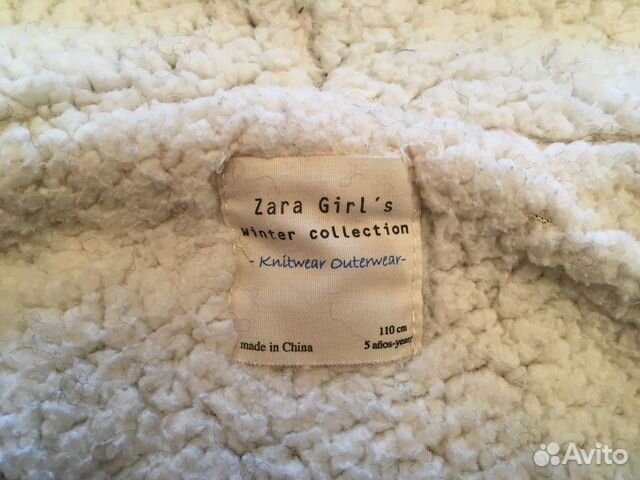 Zara Girl's
Winter collection
- Knitwear Outerwear-
110 cm
made in China
5 años-years
Avito